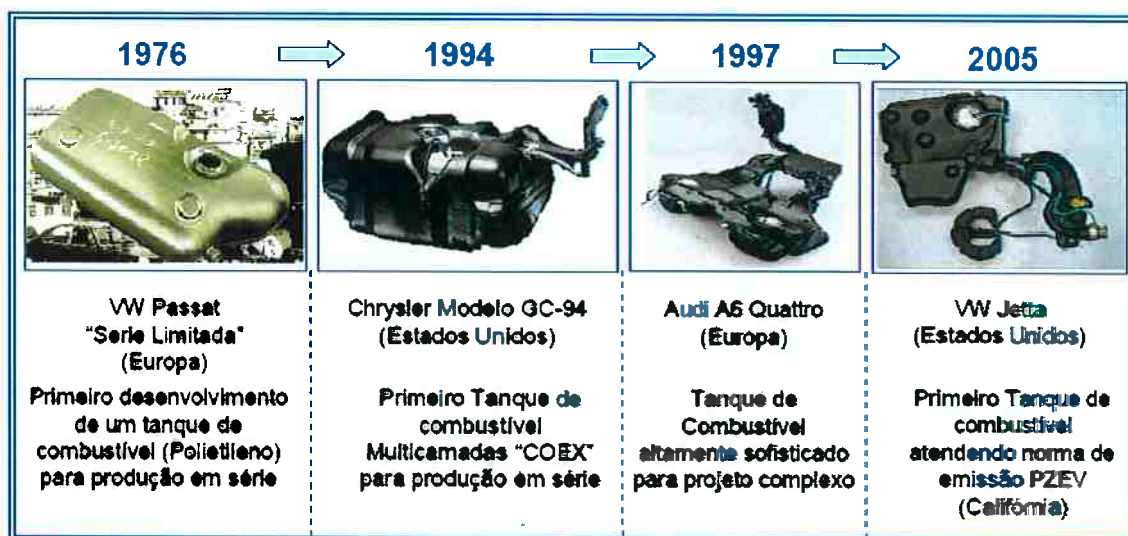 1976
1994
1997
2005
VW Passat
"Serie Limitada"
(Europa)
Primeiro desenvolvimento
de um tanque de
combustível (Polietileno)
para produção em série
Chrysler Modelo GC-94
(Estados Unidos)
Primeiro Tanque de
combustível
Multicamadas "COEX"
para produção em série
Audi A6 Quattro
(Europa)
Tanque de
Combustível
altamente sofisticado
para projeto complexo
VW Jetta
(Estados Unidos)
Primeiro Tanque de
combustível
atendendo norma de
emissão PZEV
(Califórnia)